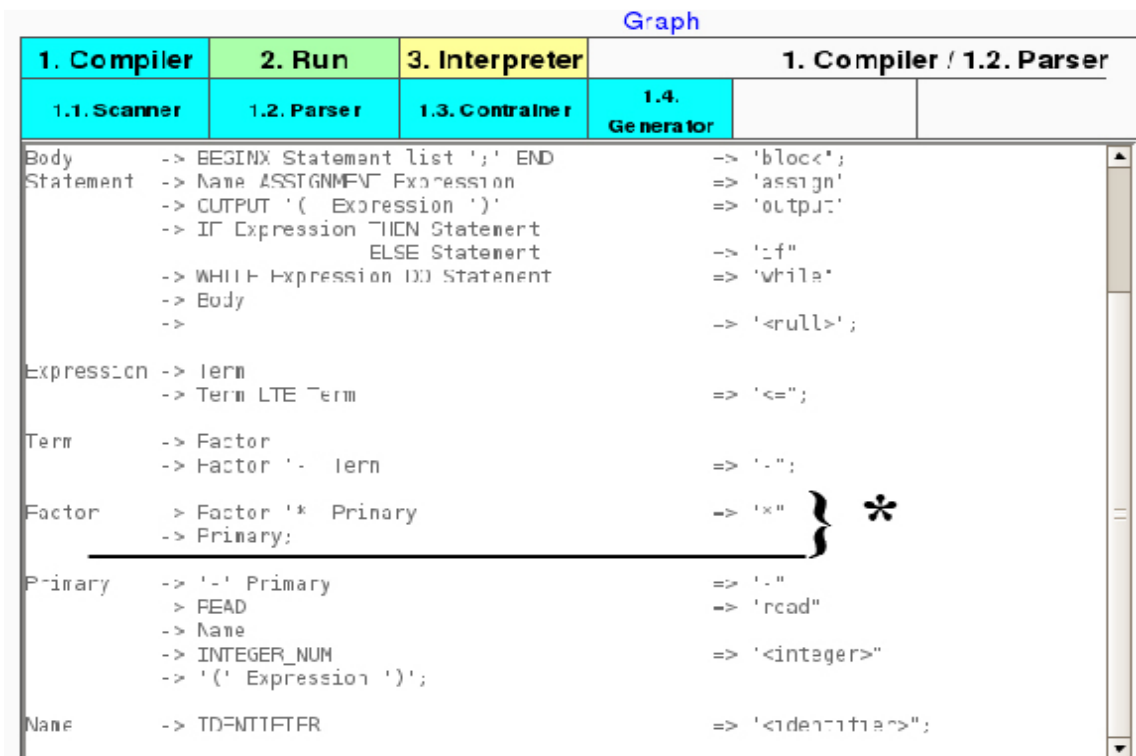 Graph
1. Compiler 2. Run 3. Interpreter 1. Compiler / 1.2. Parser
1.1. Scanner 1.2. Parser 1.3. Contrainer 1.4. Generator
Body -> BEGINX Statement list ';' END => 'block";
Statement -> Name ASSIGNMENT Expression => 'assign'
-> OUTPUT '( Expression ')' => 'output'
-> IF Expression THEN Statement
ELSE Statement => 'if"
-> WHILE Expression DO Statement => 'while"
-> Body
-> => '<null>';
Expression -> Term
-> Term LTE Term => '<=";
Term -> Factor
-> Factor '- Term => '-";
Factor > Factor '* Primary => '*" } *
-> Primary;
Primary -> '-' Primary => '-"
> READ => 'read"
-> Name
-> INTEGER_NUM => '<integer>"
-> '(' Expression ')';
Name -> IDENTIFIER => '<identifier>";